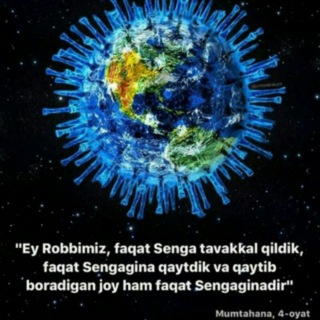 "Ey Robbimiz, faqat Senga tavakkal qildik,
faqat Sengagina qaytdik va qaytib
boradigan joy ham faqat Sengaginadir"
Mumtahana, 4-oyat